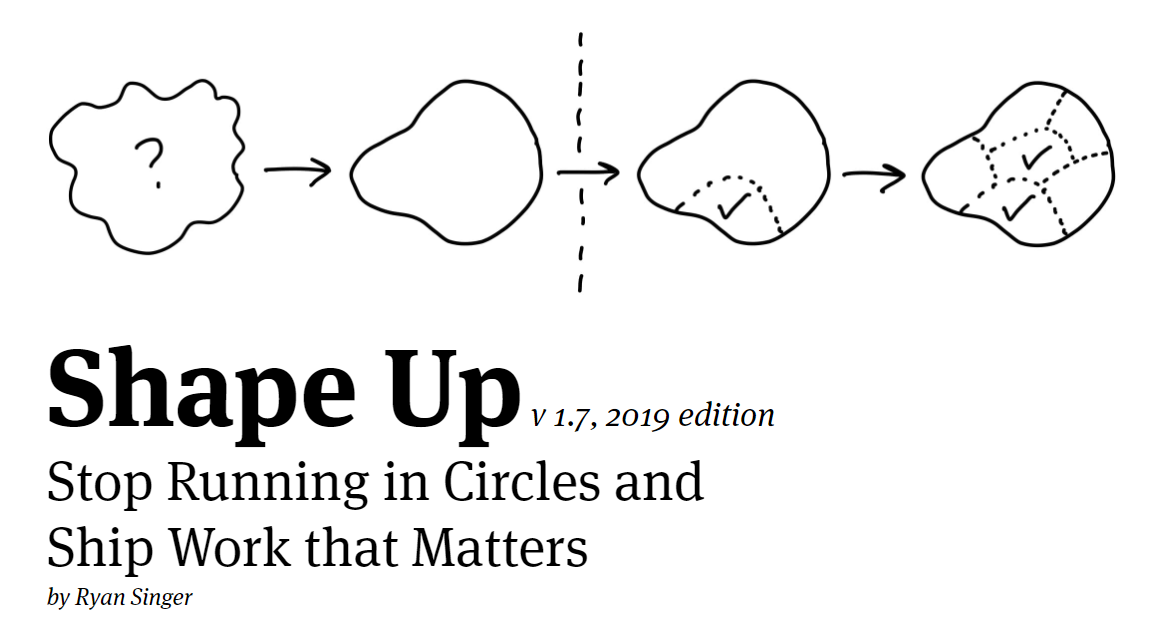 ?
Shape Up v 1.7, 2019 edition
Stop Running in Circles and
Ship Work that Matters
by Ryan Singer